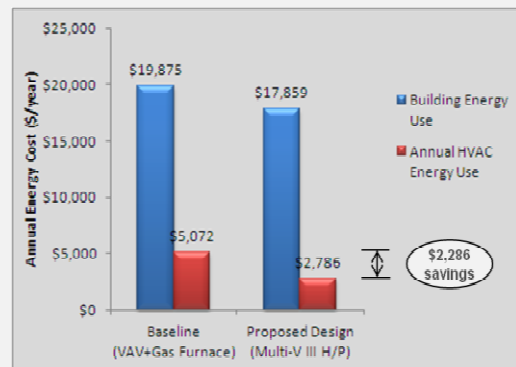 $25,000
$20,000
$15,000
$10,000
$5,000
$0
Annual Energy Cost ($/year)
$19,875
$17,859
$5,072
$2,786
Baseline
(VAV+Gas Furnace)
Proposed Design
(Multi-V III H/P)
Building Energy
Use
Annual HVAC
Energy Use
$2,286
savings